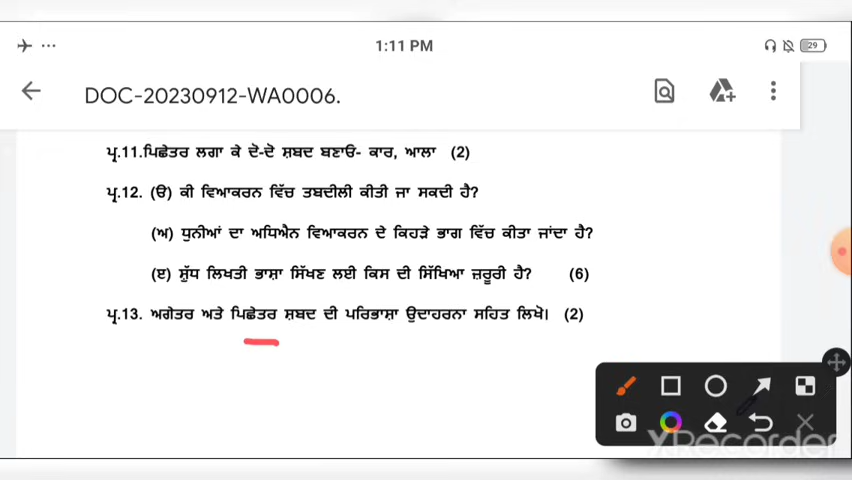 1:11 PM
29
DOC-20230912-WA0006.
ਪ੍ਰ.11.ਪਿਛੇਤਰ ਲਗਾ ਕੇ ਦੋ-ਦੋ ਸ਼ਬਦ ਬਣਾਓ- ਕਾਰ, ਆਲਾ (2)
ਪ੍ਰ.12. (ੳ) ਕੀ ਵਿਆਕਰਨ ਵਿੱਚ ਤਬਦੀਲੀ ਕੀਤੀ ਜਾ ਸਕਦੀ ਹੈ?
(ਅ) ਧੁਨੀਆਂ ਦਾ ਅਧਿਐਨ ਵਿਆਕਰਨ ਦੇ ਕਿਹੜੇ ਭਾਗ ਵਿੱਚ ਕੀਤਾ ਜਾਂਦਾ ਹੈ?
(ੲ) ਸ਼ੁੱਧ ਲਿਖਤੀ ਭਾਸ਼ਾ ਸਿੱਖਣ ਲਈ ਕਿਸ ਦੀ ਸਿੱਖਿਆ ਜ਼ਰੂਰੀ ਹੈ? (6)
ਪ੍ਰ.13. ਅਗੇਤਰ ਅਤੇ ਪਿਛੇਤਰ ਸ਼ਬਦ ਦੀ ਪਰਿਭਾਸ਼ਾ ਉਦਾਹਰਨਾ ਸਹਿਤ ਲਿਖੋ। (2)
XRecorder